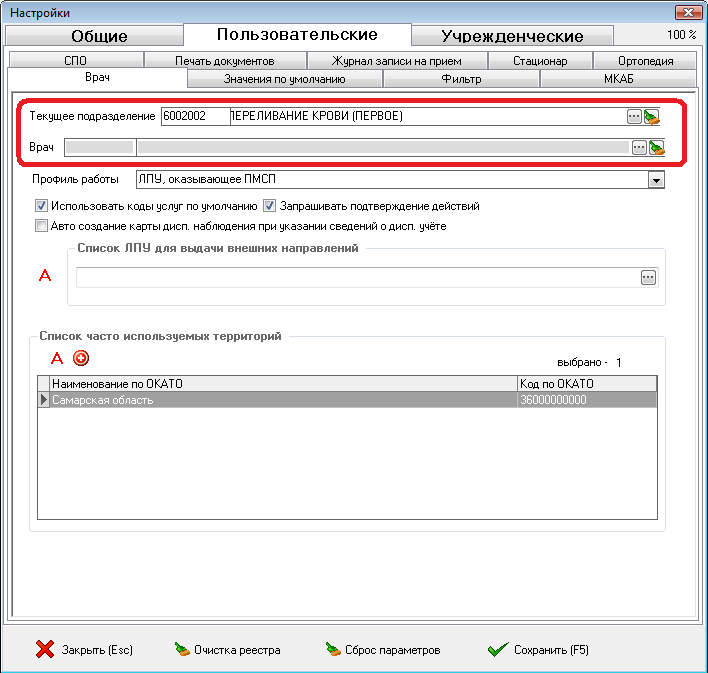 Настройки
Общие Пользовательские Учрежденческие 100 %
СПО Печать документов Журнал записи на прием Стационар Ортопедия
Врач Значения по умолчанию Фильтр МКАБ
Текущее подразделение 6002002 ПЕРЕЛИВАНИЕ КРОВИ (ПЕРВОЕ)
Врач
Профиль работы ЛПУ, оказывающее ПМСП
Использовать коды услуг по умолчанию Запрашивать подтверждение действий
Авто создание карты дисп. наблюдения при указании сведений о дисп. учёте
Список ЛПУ для выдачи внешних направлений
А
Список часто используемых территорий
А выбрано - 1
Наименование по ОКАТО Код по ОКАТО
Самарская область 36000000000
Закрыть (Esc) Очистка реестра Сброс параметров Сохранить (F5)